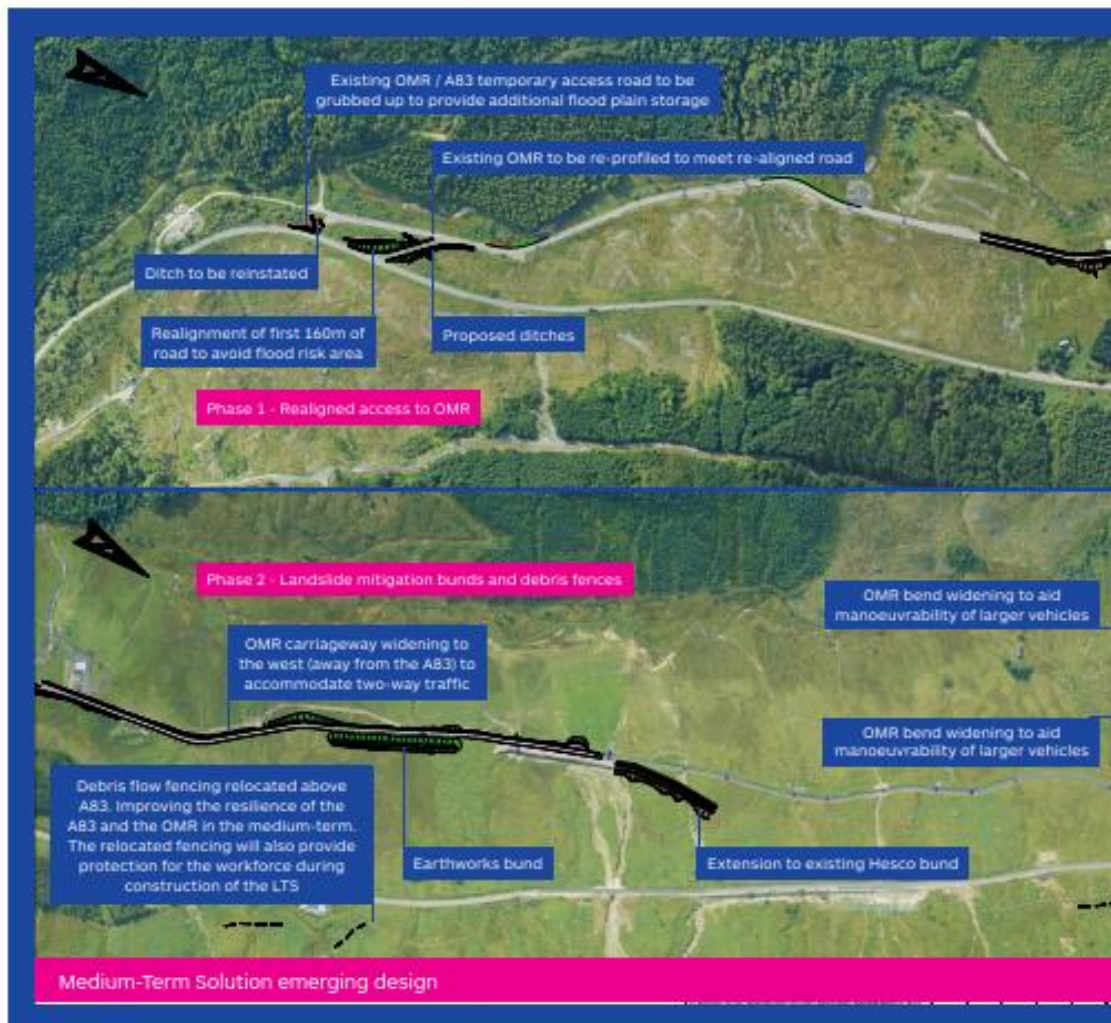 Existing OMR / A83 temporary access road to be
grubbed up to provide additional flood plain storage
Existing OMR to be re-profiled to meet re-aligned road
Ditch to be reinstated
Realignment of first 160m of
road to avoid flood risk area
Proposed ditches
Phase 1 - Realigned access to OMR
Phase 2 - Landslide mitigation bunds and debris fences
OMR bend widening to aid
manoeuvrability of larger vehicles
OMR carriageway widening to
the west (away from the A83) to
accommodate two-way traffic
OMR bend widening to aid
manoeuvrability of larger vehicles
Debris flow fencing relocated above
A83. Improving the resilience of the
A83 and the OMR in the medium-term.
The relocated fencing will also provide
protection for the workforce during
construction of the LTS
Earthworks bund
Extension to existing Hesco bund
Medium-Term Solution emerging design